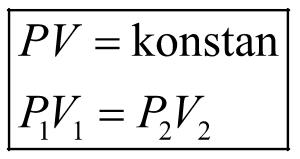 PV = konstan
P₁V₁ = P₂V₂